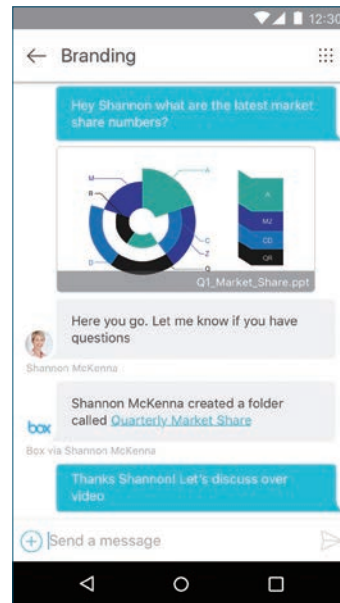 12:30
Branding
Hey Shannon what are the latest market
share numbers?
M
R
A
C
Z
D
Q
A
MZ
CD
QR
Q1_Market_Share.ppt
Here you go. Let me know if you have
questions
Shannon McKenna
Shannon McKenna created a folder
called Quarterly Market Share
box
Box via Shannon McKenna
Thanks Shannon! Let's discuss over
video
Send a message